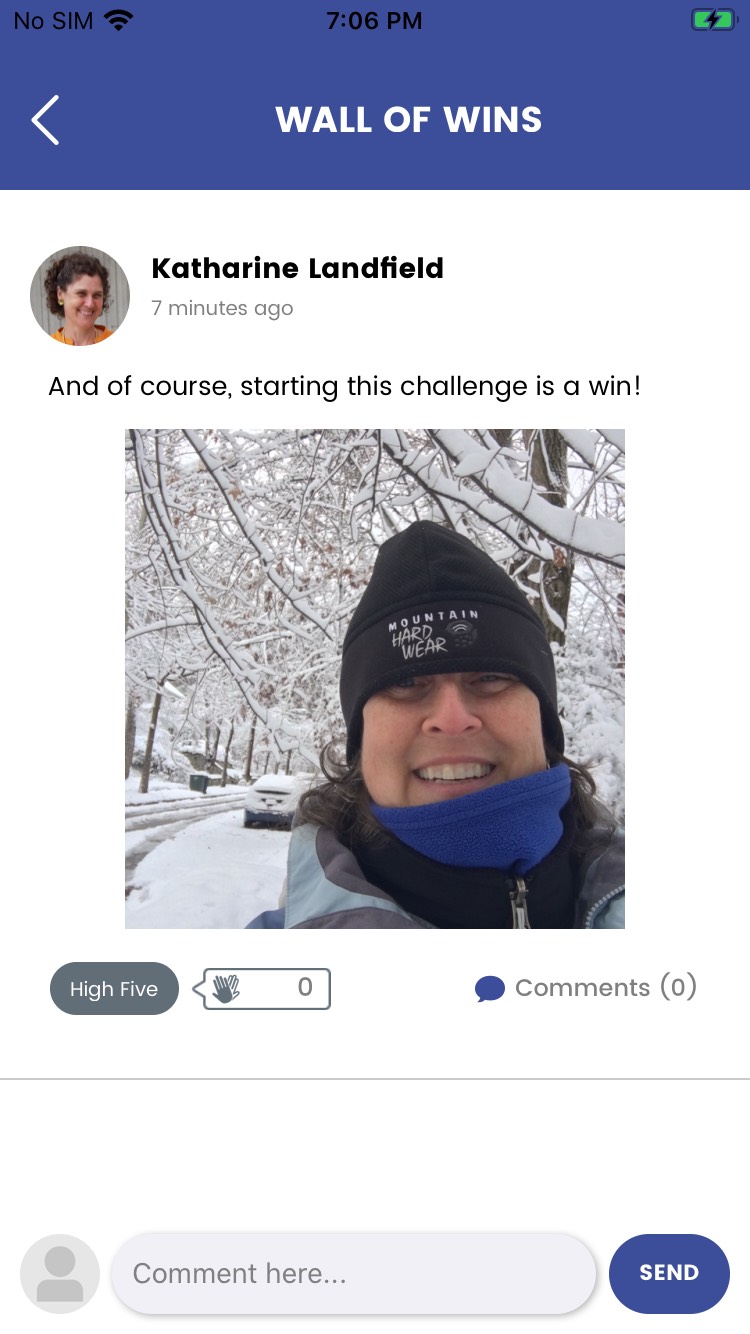 No SIM 7:06 PM
WALL OF WINS
Katharine Landfield
7 minutes ago
And of course, starting this challenge is a win!
MOUNTAIN
HARD
WEAR
High Five 0 Comments (0)
Comment here... SEND